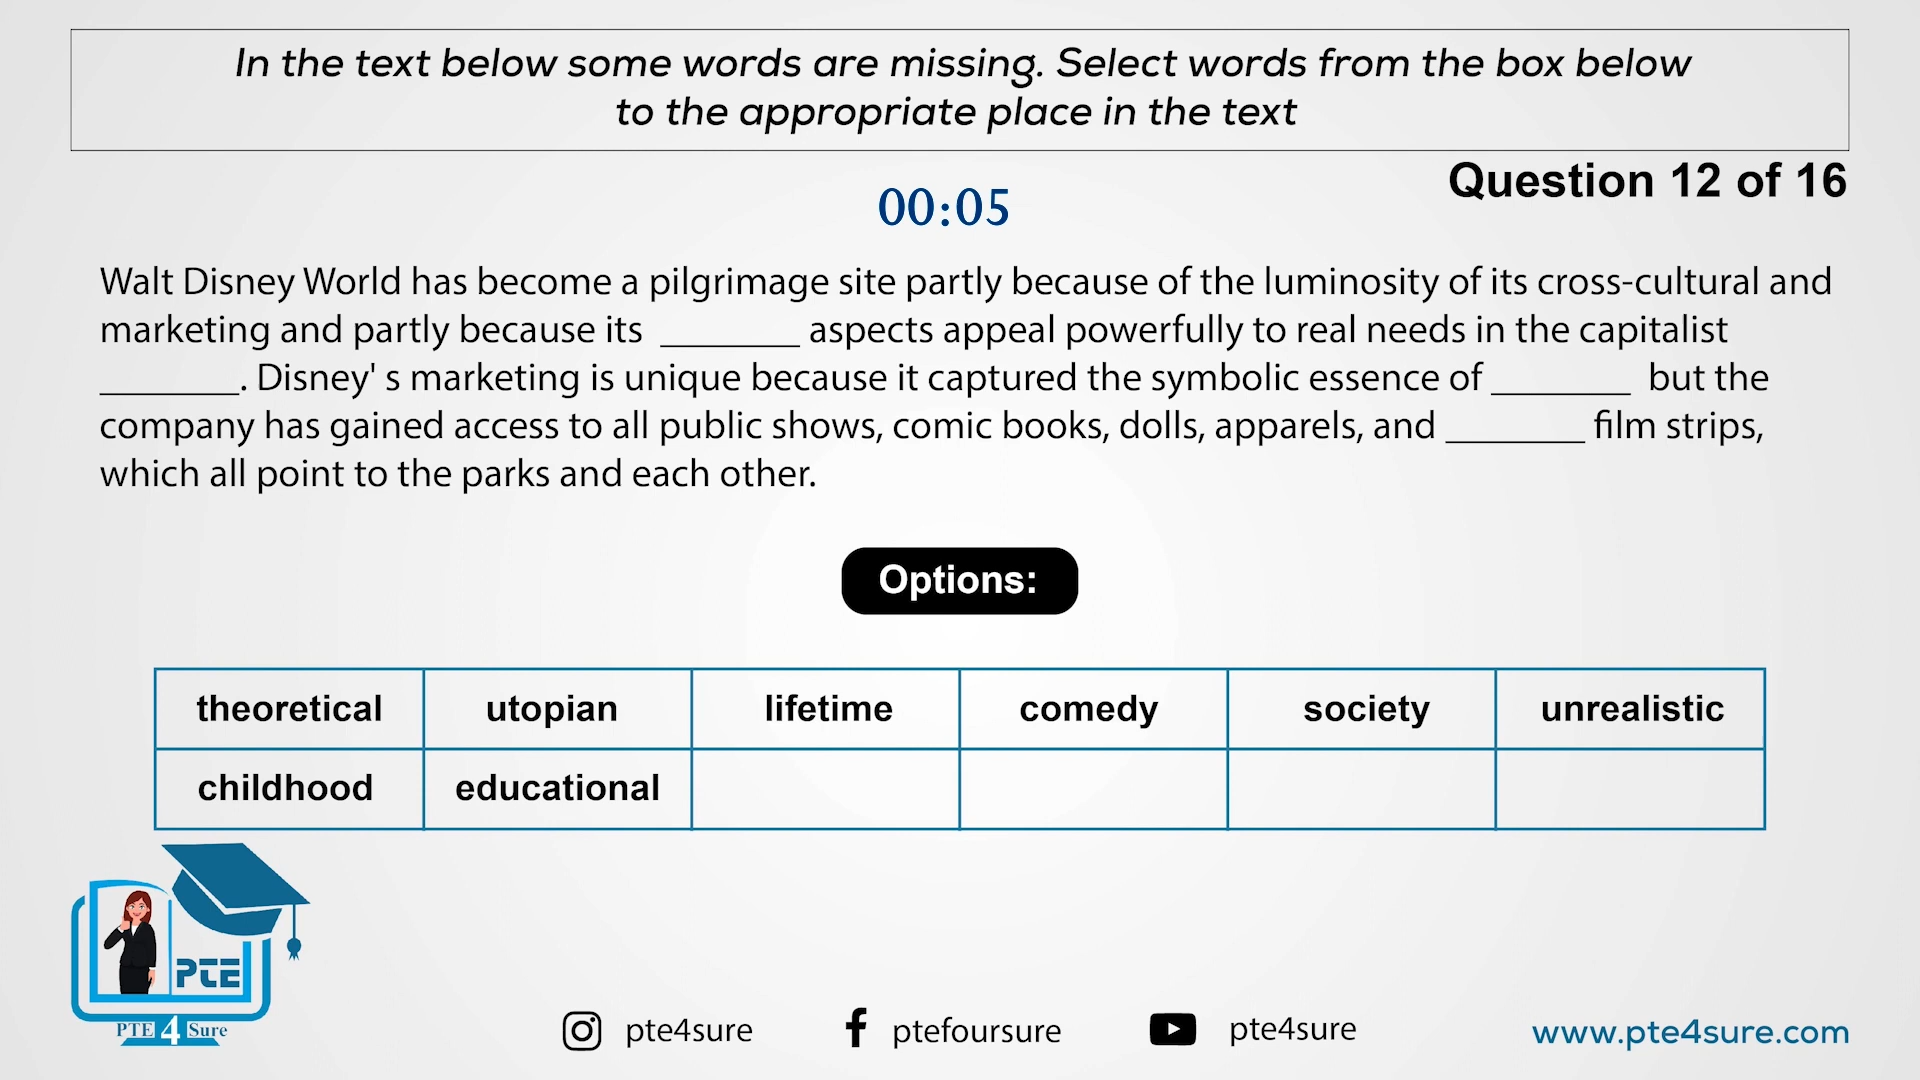 In the text below some words are missing. Select words from the box below
to the appropriate place in the text
Question 12 of 16
00:05
Walt Disney World has become a pilgrimage site partly because of the luminosity of its cross-cultural and
marketing and partly because its _______ aspects appeal powerfully to real needs in the capitalist
_______. Disney' s marketing is unique because it captured the symbolic essence of _______ but the
company has gained access to all public shows, comic books, dolls, apparels, and _______ film strips,
which all point to the parks and each other.
Options:
theoretical utopian lifetime comedy society unrealistic
childhood educational
PTE
PTE 4 Sure
pte4sure ptefoursure pte4sure www.pte4sure.com